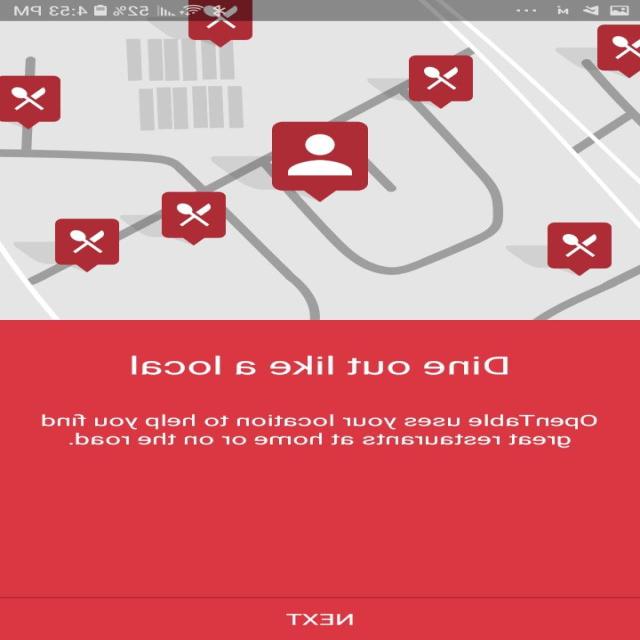 52% 4:53 PM
Dine out like a local
OpenTable uses your location to help you find
great restaurants at home or on the road.
NEXT